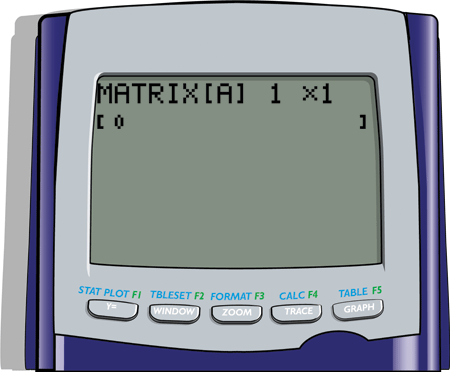 MATRIX[A] 1 ×1
[ 0 ]
STAT PLOT F1 TBLESET F2 FORMAT F3 CALC F4 TABLE F5
Y= WINDOW ZOOM TRACE GRAPH